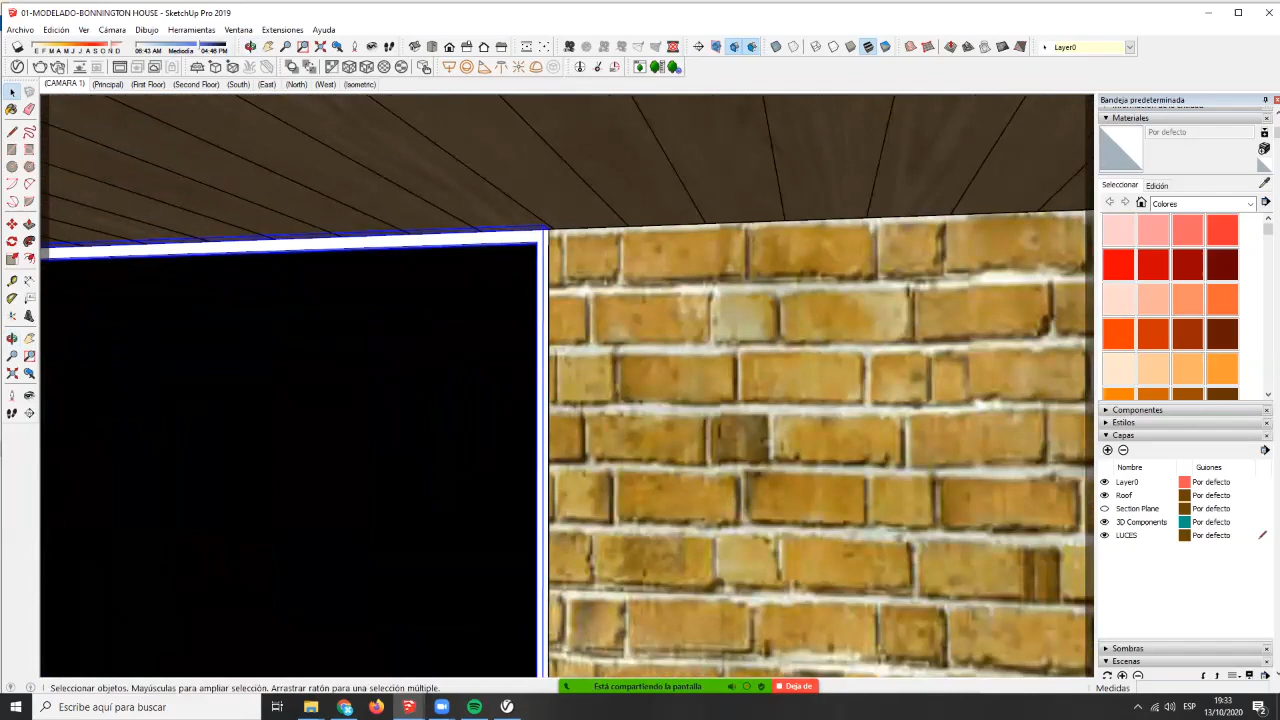 01-MODELADO-BONNINGTON HOUSE - SketchUp Pro 2019
Archivo Edición Ver Cámara Dibujo Herramientas Ventana Extensiones Ayuda
E F M A M J J A S O N D
06:43 AM Mediodía 04:46 PM
Layer0
(CAMARA 1) (Principal) (First Floor) (Second Floor) (South) (East) (North) (West) (Isometric)
Bandeja predeterminada
Materiales
Por defecto
Seleccionar Edición
Colores
Componentes
Estilos
Capas
Nombre Guiones
Layer0 Por defecto
Roof Por defecto
Section Plane Por defecto
3D Components Por defecto
LUCES Por defecto
Sombras
Escenas
Seleccionar objetos. Mayúsculas para ampliar selección. Arrastrar ratón para una selección múltiple.
Está compartiendo la pantalla
Deja de
Medidas
Escribe aquí para buscar
ESP
19:33
13/10/2020
2